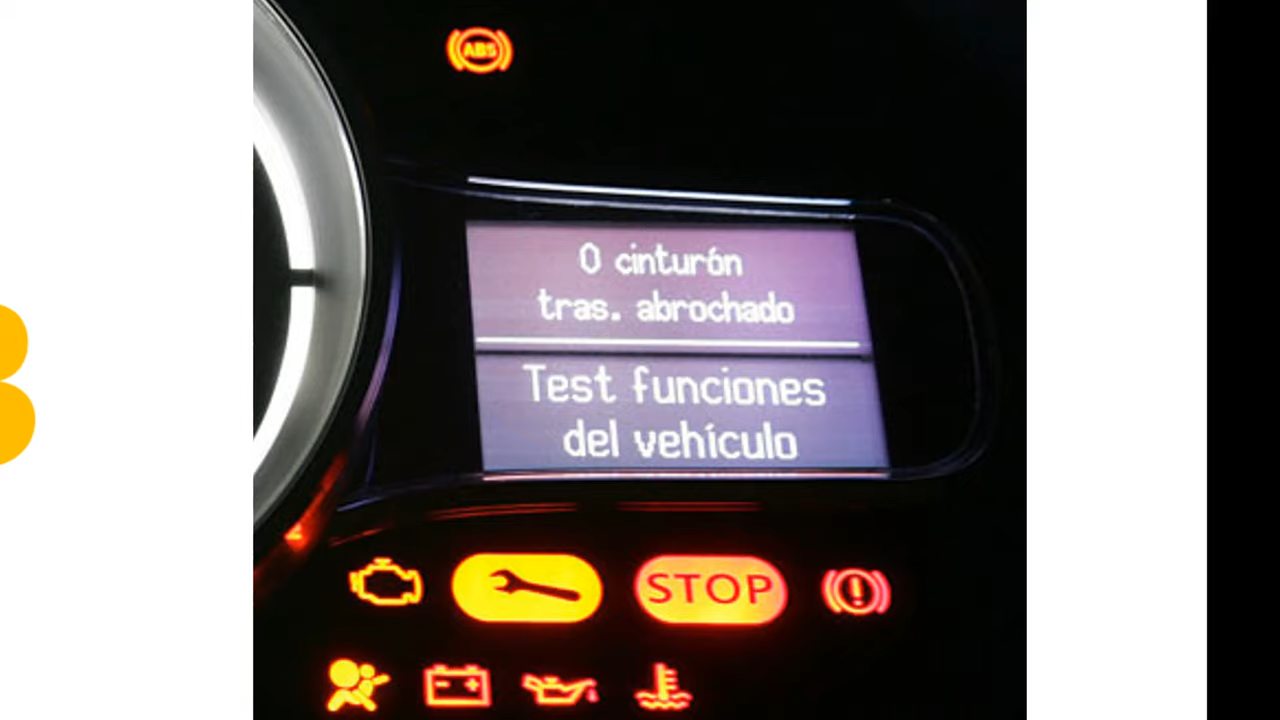 ABS
0 cinturón
tras. abrochado
Test funciones
del vehículo
STOP